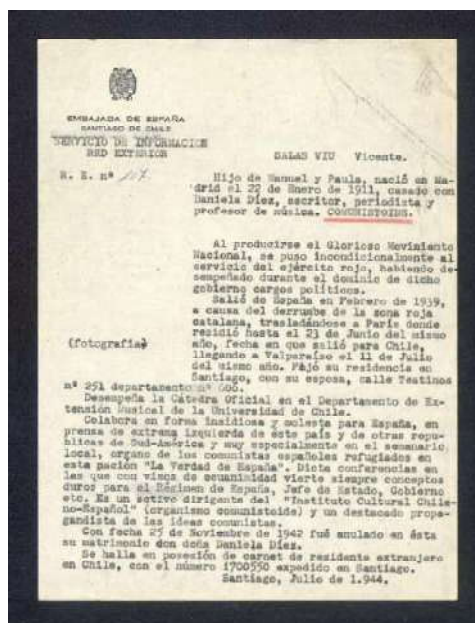 EMBAJADA DE ESPAÑA
SANTIAGO DE CHILE
SERVICIO DE INFORMACION
RED EXTERIOR
SALAS VIU Vicente.
R. E. nº 107
Hijo de Manuel y Paula, nació en Ma-
drid el 22 de Enero de 1911, casado con
Daniela Díez, escritor, periodista y
profesor de música. COMUNISTOIDE.
Al producirse el Glorioso Movimiento
Nacional, se puso incondicionalmente al
servicio del ejército rojo, habiendo de-
sempeñado durante el dominio de dicho
gobierno cargos políticos.
Salió de España en Febrero de 1939,
a causa del derrumbe de la zona roja
catalana, trasladándose a París donde
residió hasta el 23 de Junio del mismo
(fotografía) año, fecha en que salió para Chile,
llegando a Valparaíso el 11 de Julio
del mismo año. Fijó su residencia en
Santiago, con su esposa, calle Teatinos
nº 251 departamento nº 606.
Desempeña la Cátedra Oficial en el Departamento de Ex-
tensión Musical de la Universidad de Chile.
Colabora en forma insidiosa y molesta para España, en
prensa de extrema izquierda de éste país y de otras repu-
blicas de Sud-América y muy especialmente en el semanario
local, organo de los comunistas españoles refugiados en
esta nación "La Verdad de España". Dicta conferencias en
las que con visos de ecuanimidad vierte siempre conceptos
duros para el Régimen de España, Jefe de Estado, Gobierno
etc. Es un activo dirigente del "Instituto Cultural Chile-
no-Español" (organismo comunistoide) y un destacado propa-
gandista de las ideas comunistas.
Con fecha 25 de Noviembre de 1942 fué anulado en ésta
su matrimonio don doña Daniela Díez.
Se halla en posesión de carnet de residente extranjero
en Chile, con el número 1700550 expedido en Santiago.
Santiago, Julio de 1.944.